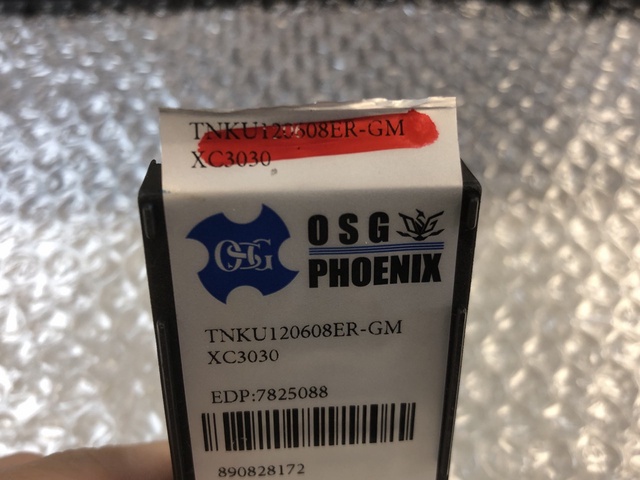 TNKU120608ER-GM
XC3030
OSG
OSG
PHOENIX
TNKU120608ER-GM
XC3030
EDP:7825088
890828172